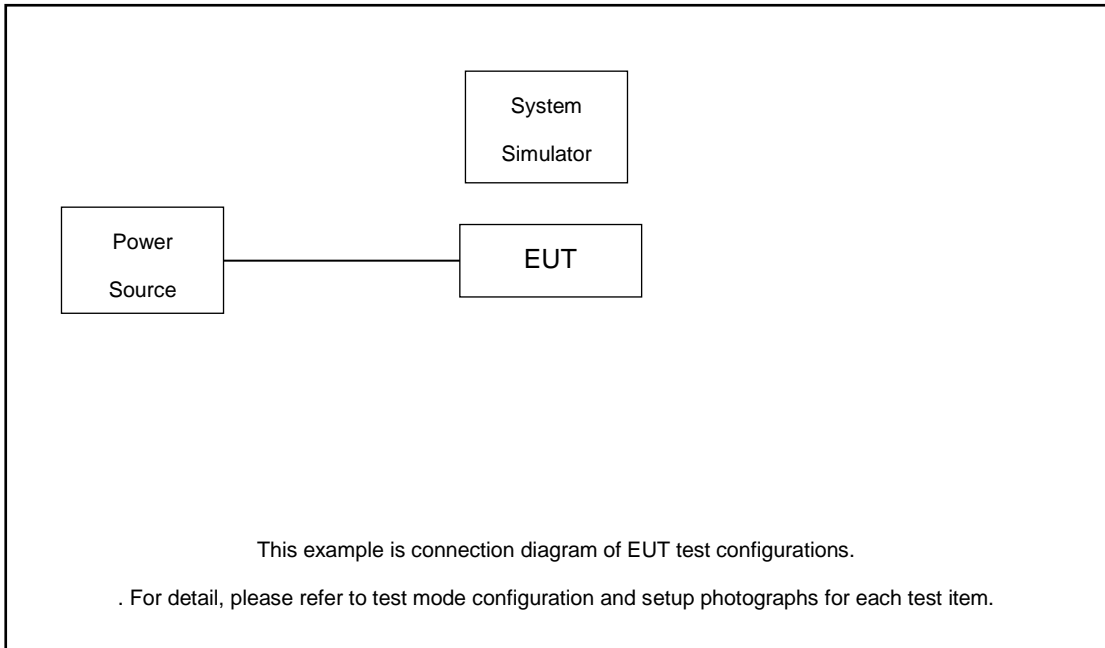 System
Simulator
Power
Source
EUT
This example is connection diagram of EUT test configurations.
. For detail, please refer to test mode configuration and setup photographs for each test item.